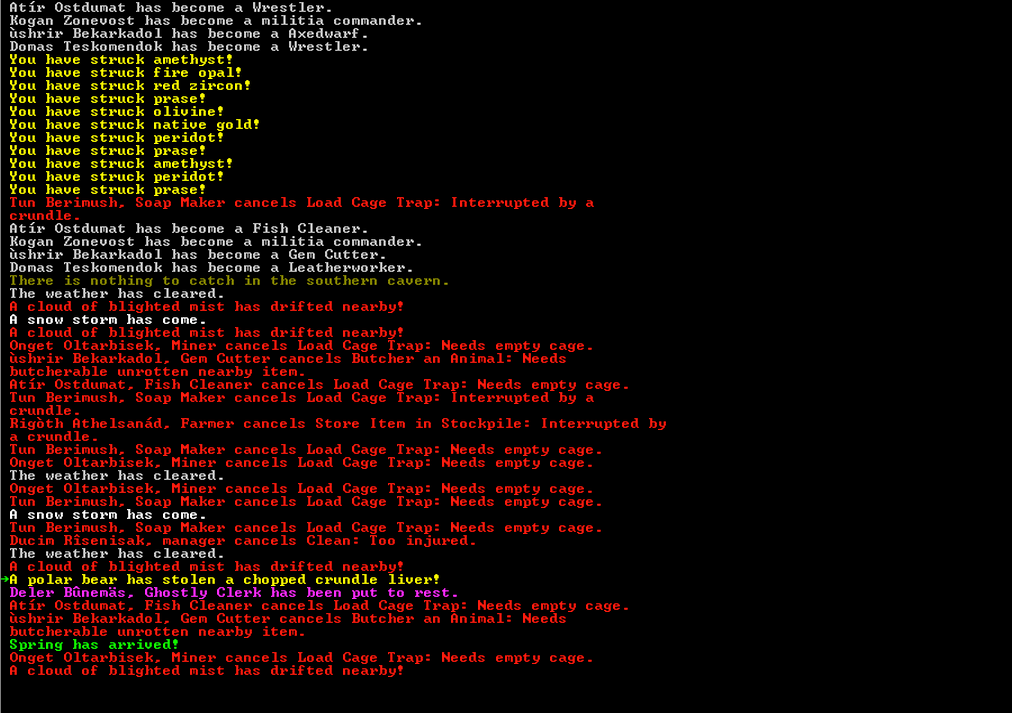 Atír Ostdumat has become a Wrestler.
Kogan Zonevost has become a militia commander.
ùshrir Bekarkadol has become a Axedwarf.
Domas Teskomendok has become a Wrestler.
You have struck amethyst!
You have struck fire opal!
You have struck red zircon!
You have struck prase!
You have struck olivine!
You have struck native gold!
You have struck peridot!
You have struck prase!
You have struck amethyst!
You have struck peridot!
You have struck prase!
Tun Berimush, Soap Maker cancels Load Cage Trap: Interrupted by a
crundle.
Atír Ostdumat has become a Fish Cleaner.
Kogan Zonevost has become a militia commander.
ùshrir Bekarkadol has become a Gem Cutter.
Domas Teskomendok has become a Leatherworker.
There is nothing to catch in the southern cavern.
The weather has cleared.
A cloud of blighted mist has drifted nearby!
A snow storm has come.
A cloud of blighted mist has drifted nearby!
Onget Oltarbisek, Miner cancels Load Cage Trap: Needs empty cage.
ùshrir Bekarkadol, Gem Cutter cancels Butcher an Animal: Needs
butcherable unrotten nearby item.
Atír Ostdumat, Fish Cleaner cancels Load Cage Trap: Needs empty cage.
Tun Berimush, Soap Maker cancels Load Cage Trap: Interrupted by a
crundle.
Rigòth Athelsanád, Farmer cancels Store Item in Stockpile: Interrupted by
a crundle.
Tun Berimush, Soap Maker cancels Load Cage Trap: Needs empty cage.
Onget Oltarbisek, Miner cancels Load Cage Trap: Needs empty cage.
The weather has cleared.
Onget Oltarbisek, Miner cancels Load Cage Trap: Needs empty cage.
Tun Berimush, Soap Maker cancels Load Cage Trap: Needs empty cage.
A snow storm has come.
Tun Berimush, Soap Maker cancels Load Cage Trap: Needs empty cage.
Ducim Rîsenisak, manager cancels Clean: Too injured.
The weather has cleared.
A cloud of blighted mist has drifted nearby!
→A polar bear has stolen a chopped crundle liver!
Deler Bûnemäs, Ghostly Clerk has been put to rest.
Atír Ostdumat, Fish Cleaner cancels Load Cage Trap: Needs empty cage.
ùshrir Bekarkadol, Gem Cutter cancels Butcher an Animal: Needs
butcherable unrotten nearby item.
Spring has arrived!
Onget Oltarbisek, Miner cancels Load Cage Trap: Needs empty cage.
A cloud of blighted mist has drifted nearby!